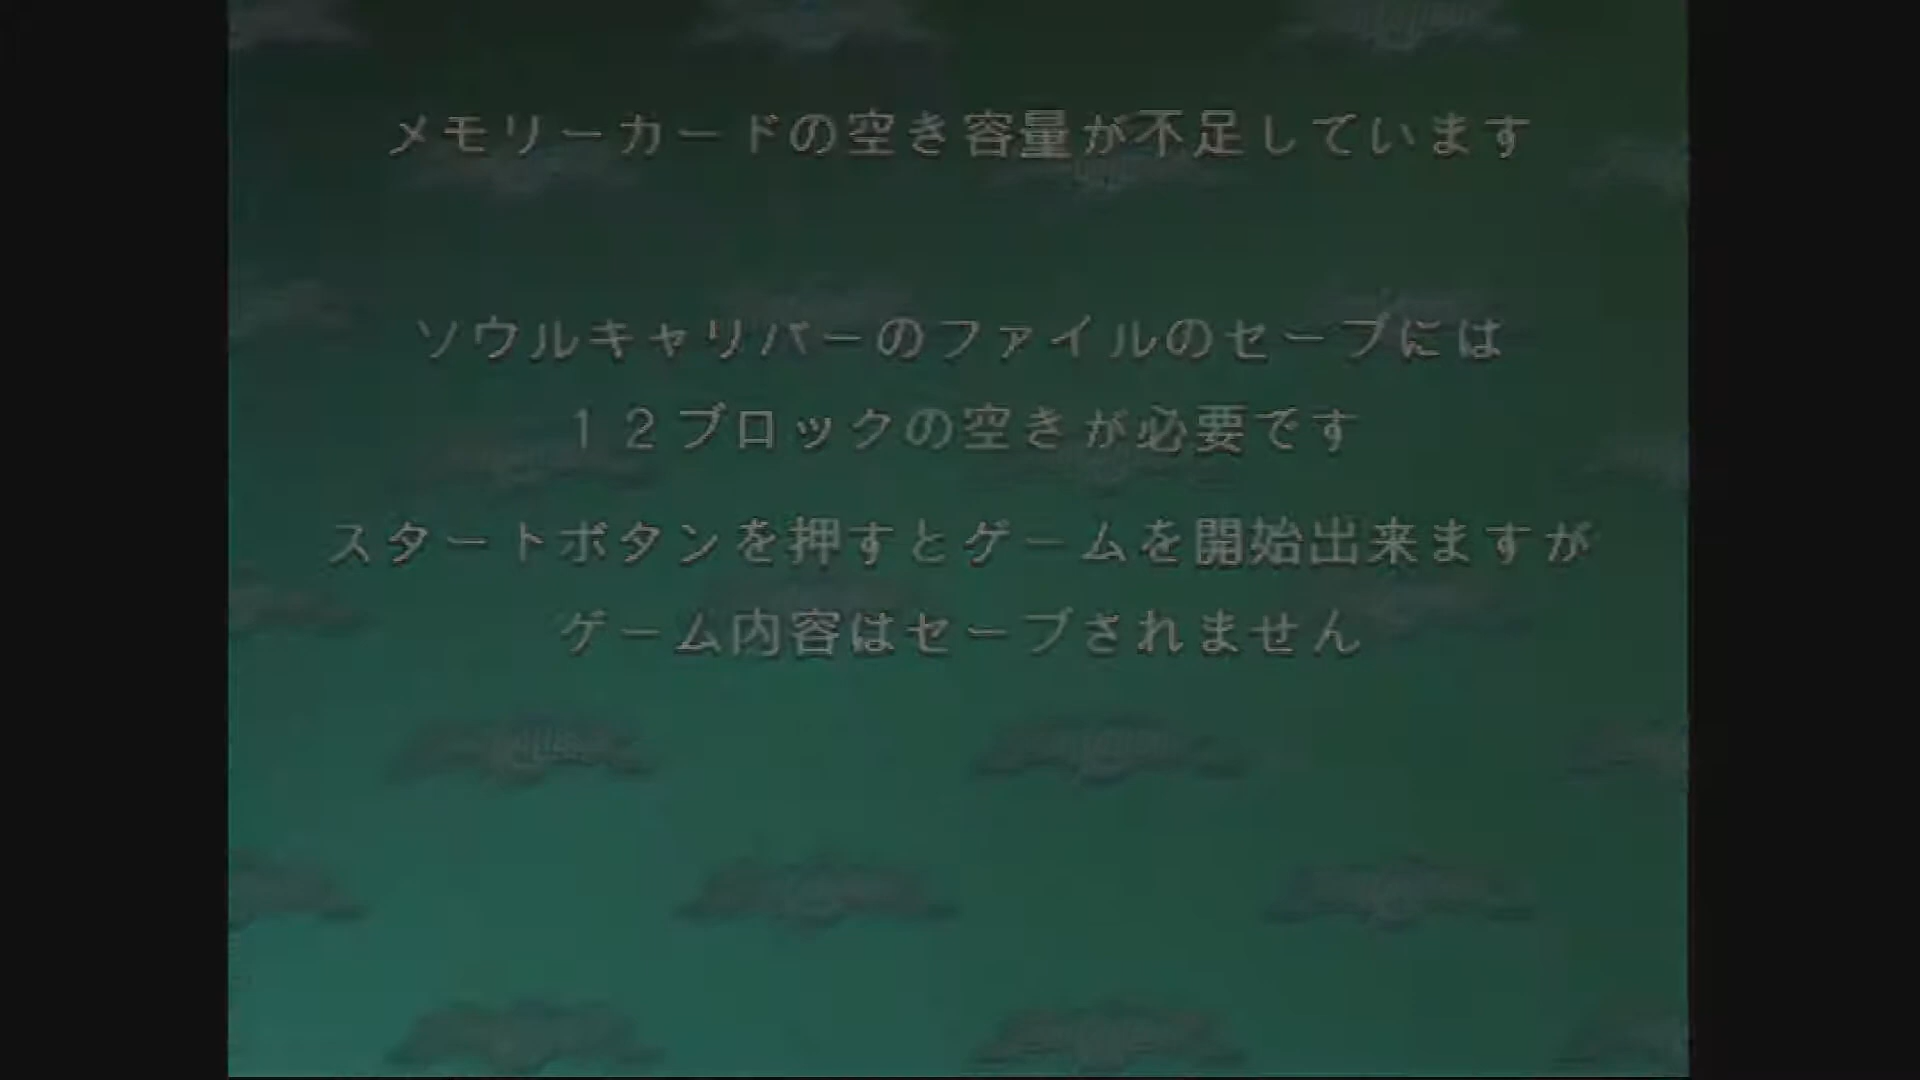 メモリーカードの空き容量が不足しています
ソウルキャリバーのファイルのセーブには
１２ブロックの空きが必要です
スタートボタンを押すとゲームを開始出来ますが
ゲーム内容はセーブされません